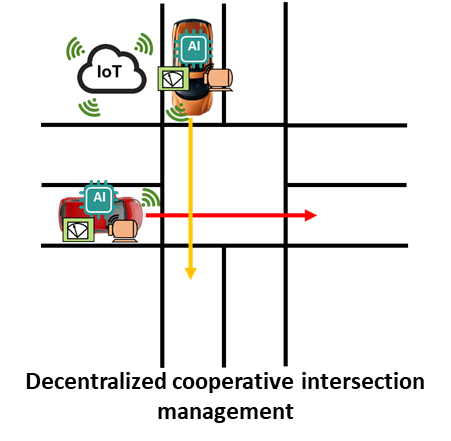 AI
IoT
AI
Decentralized cooperative intersection
management